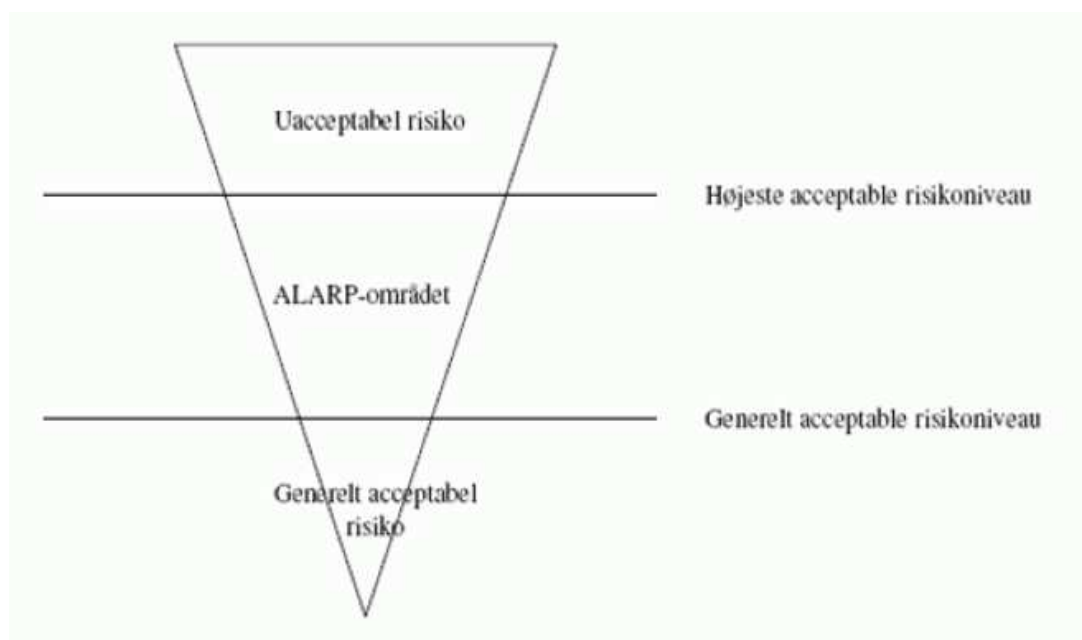 Uacceptabel risiko
Højeste acceptable risikoniveau
ALARP-området
Generelt acceptable risikoniveau
Generelt acceptabel
risiko